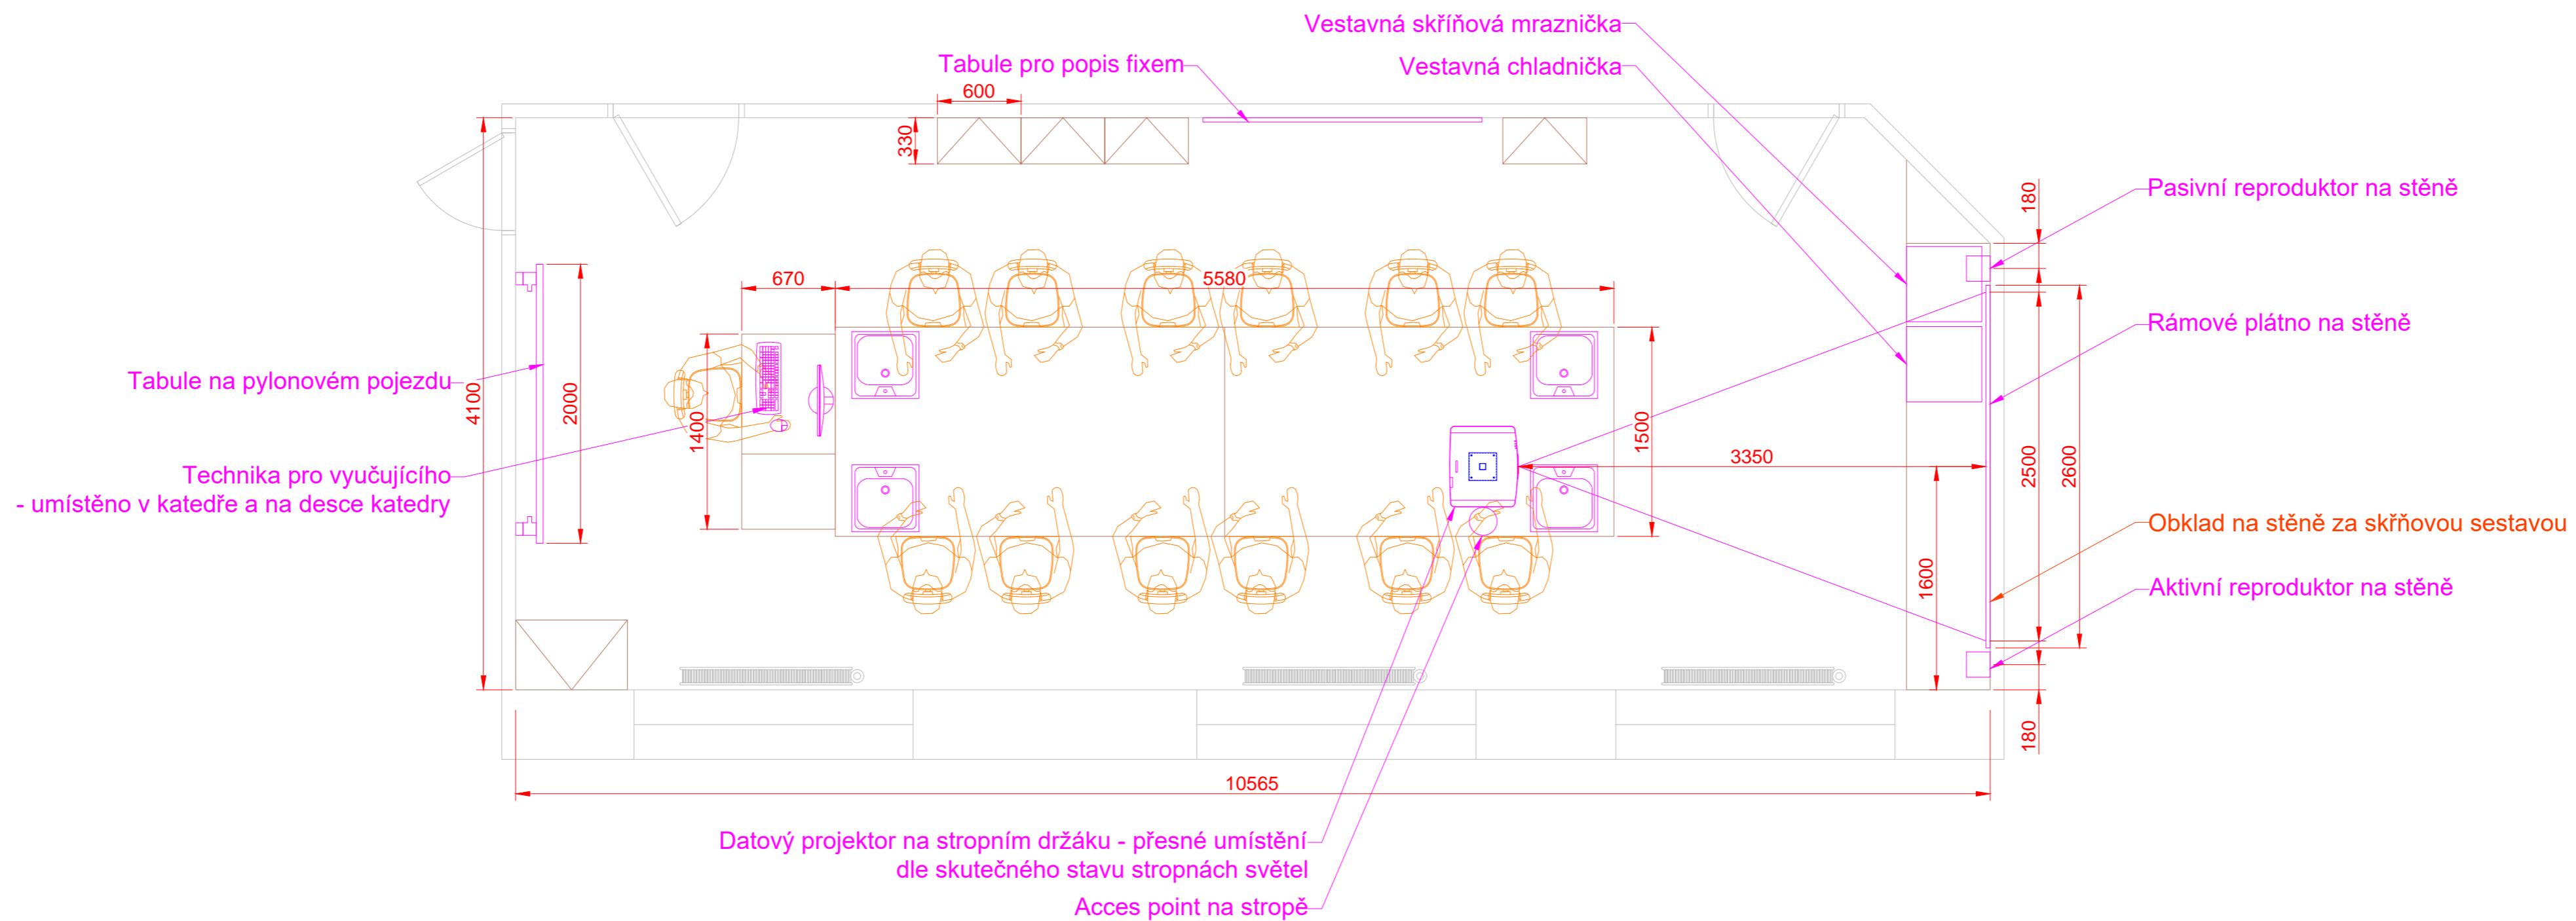 Vestavná skříňová mraznička
Tabule pro popis fixem
Vestavná chladnička
600
330
180
Pasivní reproduktor na stěně
670
5580
Rámové plátno na stěně
Tabule na pylonovém pojezdu
4100
2000
1400
1500
3350
2500
2600
Technika pro vyučujícího
- umístěno v katedře a na desce katedry
Obklad na stěně za skřňovou sestavou
1600
Aktivní reproduktor na stěně
180
10565
Datový projektor na stropním držáku - přesné umístění
dle skutečného stavu stropnách světel
Acces point na stropě